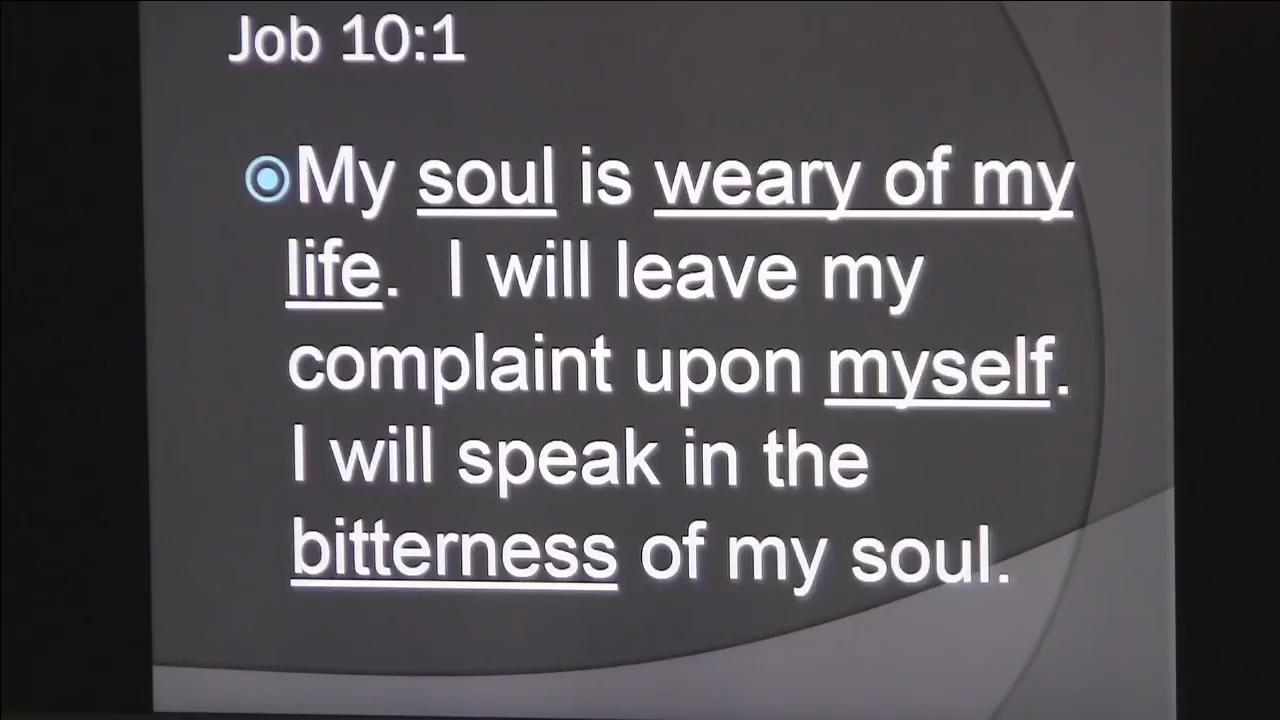 Job 10:1
My soul is weary of my
life. I will leave my
complaint upon myself.
I will speak in the
bitterness of my soul.